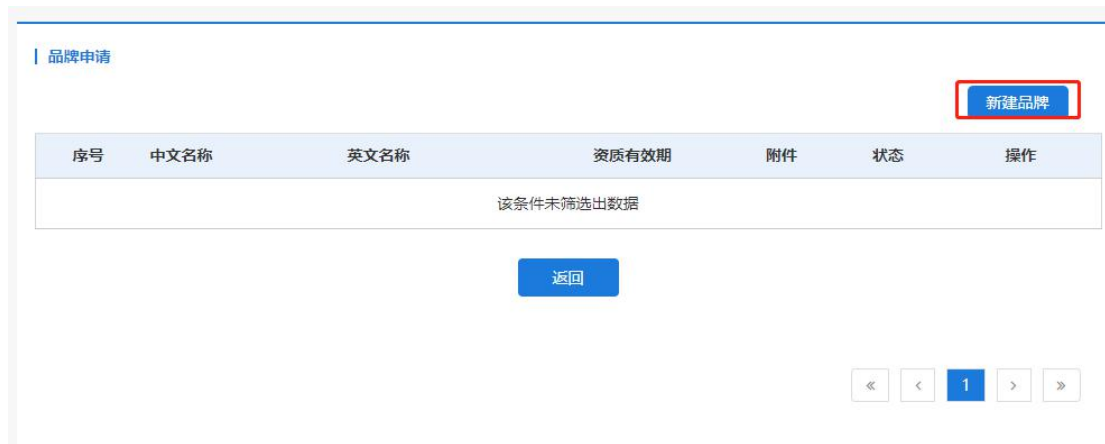 品牌申请
新建品牌
序号 中文名称 英文名称 资质有效期 附件 状态 操作
该条件未筛选出数据
返回
« < 1 > »